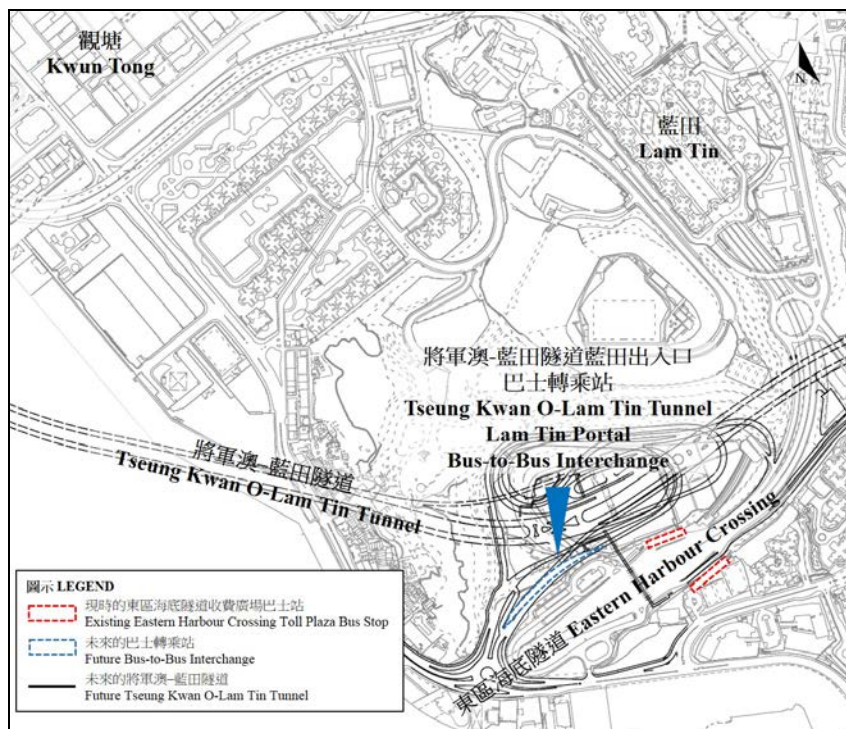 觀塘
Kwun Tong
N
藍田
Lam Tin
將軍澳-藍田隧道藍田出入口
巴士轉乘站
Tseung Kwan O-Lam Tin Tunnel
Lam Tin Portal
Bus-to-Bus Interchange
將軍澳–藍田隧道
Tseung Kwan O-Lam Tin Tunnel
東區海底隧道 Eastern Harbour Crossing
圖示 LEGEND
現時的東區海底隧道收費廣場巴士站
Existing Eastern Harbour Crossing Toll Plaza Bus Stop
未來的巴士轉乘站
Future Bus-to-Bus Interchange
未來的將軍澳–藍田隧道
Future Tseung Kwan O-Lam Tin Tunnel